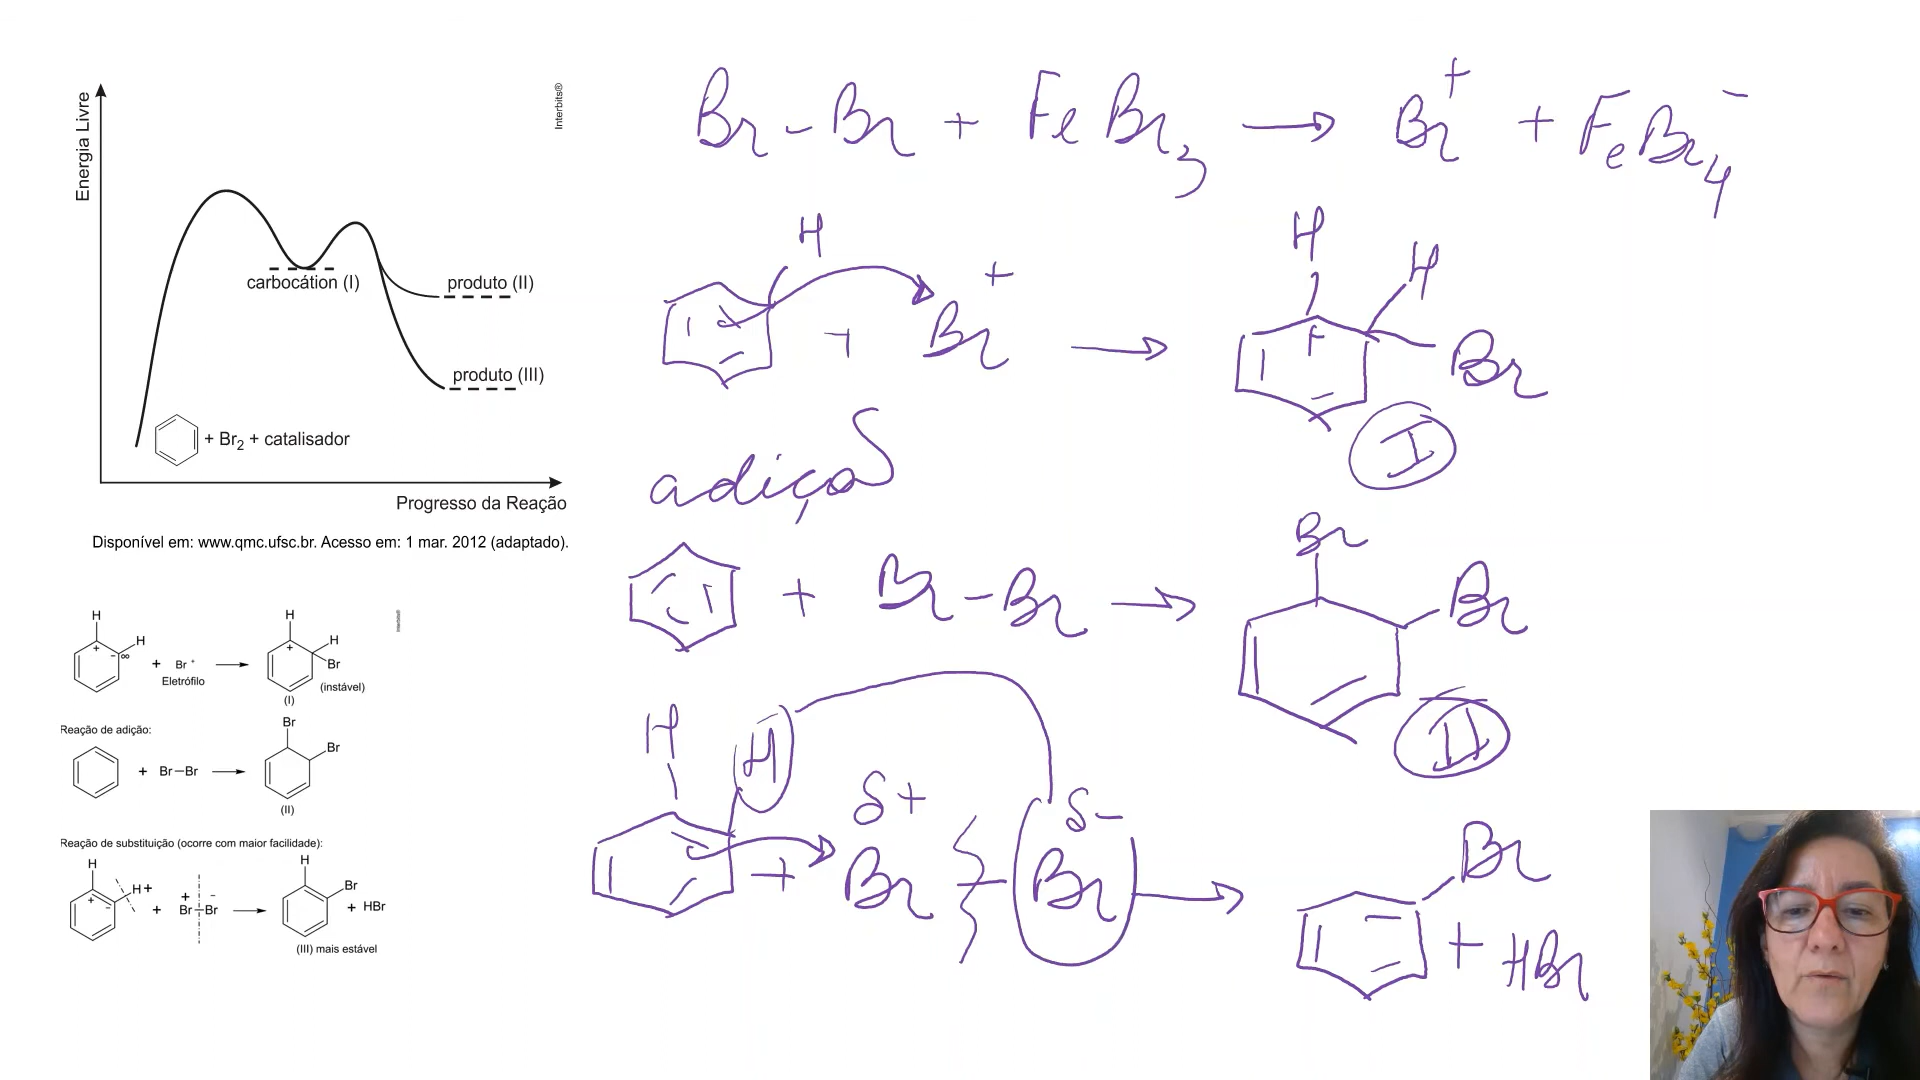 Energia Livre
Interbits®
carbocátion (I)
produto (II)
produto (III)
+ Br2 + catalisador
Progresso da Reação
Disponível em: www.qmc.ufsc.br. Acesso em: 1 mar. 2012 (adaptado).
H
H
+ - ∞
+ Br+
Eletrófilo
H
H
+
Br
(instável)
(I)
Reação de adição:
+ Br–Br
Br
Br
(II)
Reação de substituição (ocorre com maior facilidade):
H
H+
+ -
+ -
+ Br–Br
H
Br
+ HBr
(III) mais estável
Br - Br + FeBr3 → Br+ + FeBr4-
H
+ Br+ →
H
H
+
Br
I
adição
+ Br - Br →
Br
Br
II
H
H
δ+ δ-
+ Br - Br →
Br
+ HBr